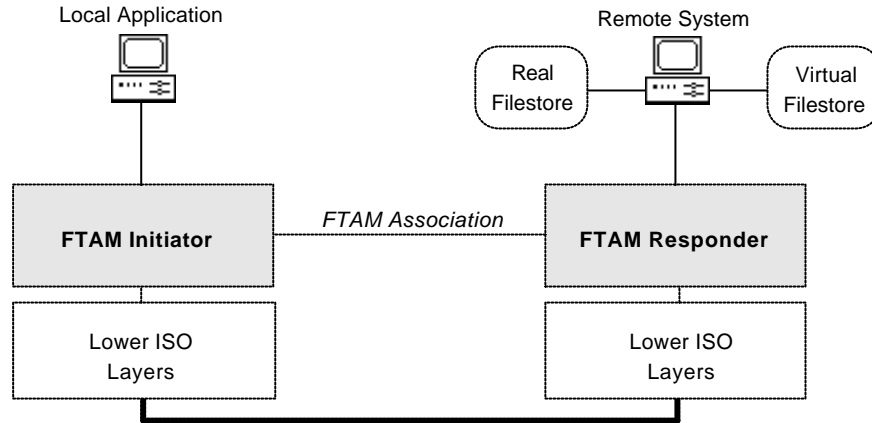 Local Application
Remote System
Real
Filestore
Virtual
Filestore
FTAM Initiator
FTAM Association
FTAM Responder
Lower ISO
Layers
Lower ISO
Layers